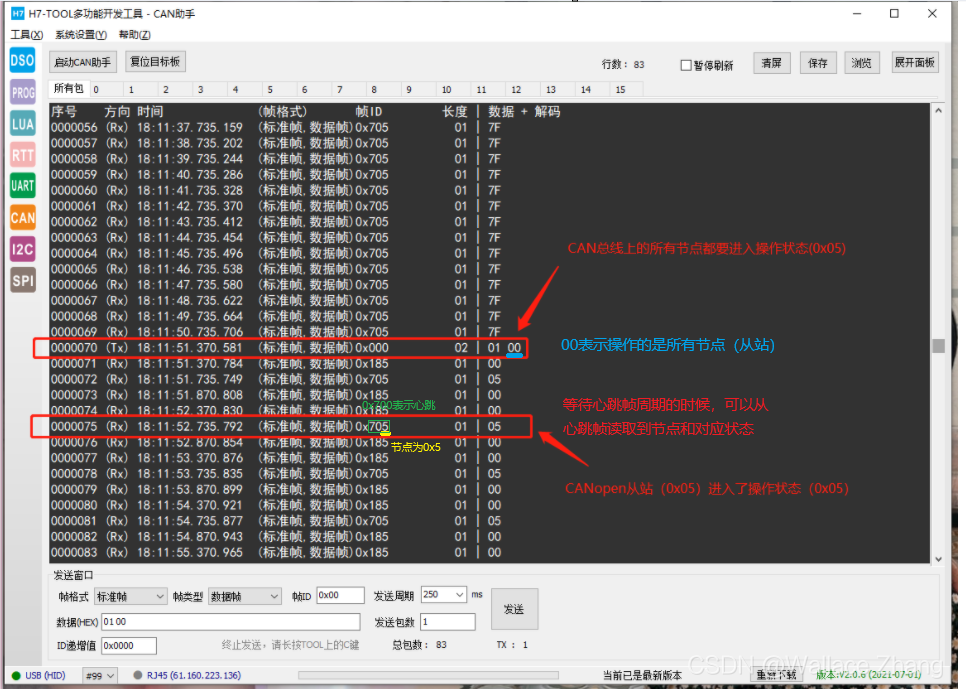 H7-TOOL多功能开发工具 - CAN助手
工具(X) 系统设置(Y) 帮助(Z)
DSO
PROG
LUA
RTT
UART
CAN
I2C
SPI
启动CAN助手 复位目标板 行数: 83 暂停刷新 清屏 保存 浏览 展开面板
所有包 0 1 2 3 4 5 6 7 8 9 10 11 12 13 14 15
序号 方向 时间 (帧格式) 帧ID 长度 | 数据 + 解码
0000056 (Rx) 18:11:37.735.159 (标准帧,数据帧)0x705 01 | 7F
0000057 (Rx) 18:11:38.735.202 (标准帧,数据帧)0x705 01 | 7F
0000058 (Rx) 18:11:39.735.244 (标准帧,数据帧)0x705 01 | 7F
0000059 (Rx) 18:11:40.735.286 (标准帧,数据帧)0x705 01 | 7F
0000060 (Rx) 18:11:41.735.328 (标准帧,数据帧)0x705 01 | 7F
0000061 (Rx) 18:11:42.735.370 (标准帧,数据帧)0x705 01 | 7F
0000062 (Rx) 18:11:43.735.412 (标准帧,数据帧)0x705 01 | 7F
0000063 (Rx) 18:11:44.735.454 (标准帧,数据帧)0x705 01 | 7F
0000064 (Rx) 18:11:45.735.496 (标准帧,数据帧)0x705 01 | 7F
0000065 (Rx) 18:11:46.735.538 (标准帧,数据帧)0x705 01 | 7F
0000066 (Rx) 18:11:47.735.580 (标准帧,数据帧)0x705 01 | 7F
0000067 (Rx) 18:11:48.735.622 (标准帧,数据帧)0x705 01 | 7F
0000068 (Rx) 18:11:49.735.664 (标准帧,数据帧)0x705 01 | 7F
0000069 (Rx) 18:11:50.735.706 (标准帧,数据帧)0x705 01 | 7F
0000070 (Tx) 18:11:51.370.581 (标准帧,数据帧)0x000 02 | 01 00
0000071 (Rx) 18:11:51.370.784 (标准帧,数据帧)0x185 01 | 00
0000072 (Rx) 18:11:51.735.749 (标准帧,数据帧)0x705 01 | 05
0000073 (Rx) 18:11:51.870.808 (标准帧,数据帧)0x185 01 | 00
0000074 (Rx) 18:11:52.370.830 (标准帧,数据帧)0x185 01 | 00
0000075 (Rx) 18:11:52.735.792 (标准帧,数据帧)0x705 01 | 05
0000076 (Rx) 18:11:52.870.854 (标准帧,数据帧)0x185 01 | 00
0000077 (Rx) 18:11:53.370.876 (标准帧,数据帧)0x185 01 | 00
0000078 (Rx) 18:11:53.735.835 (标准帧,数据帧)0x705 01 | 05
0000079 (Rx) 18:11:53.870.899 (标准帧,数据帧)0x185 01 | 00
0000080 (Rx) 18:11:54.370.921 (标准帧,数据帧)0x185 01 | 00
0000081 (Rx) 18:11:54.735.877 (标准帧,数据帧)0x705 01 | 05
0000082 (Rx) 18:11:54.870.943 (标准帧,数据帧)0x185 01 | 00
0000083 (Rx) 18:11:55.370.965 (标准帧,数据帧)0x185 01 | 00
CAN总线上的所有节点都要进入操作状态(0x05)
00表示操作的是所有节点（从站）
0x700表示心跳
节点为0x5
等待心跳帧周期的时候，可以从
心跳帧读取到节点和对应状态
CANopen从站（0x05）进入了操作状态（0x05）
发送窗口
帧格式 标准帧 帧类型 数据帧 帧ID 0x00 发送周期 250 ms 发送
数据(HEX) 01 00 发送包数 1
ID递增值 0x0000 终止发送，请长按TOOL上的C键 总包数: 83 TX : 1
USB (HID) #99 RJ45 (61.160.223.136) 当前已是最新版本 重新下载 版本:V2.0.6 (2021-07-01)
CSDN @Wallace Zhang